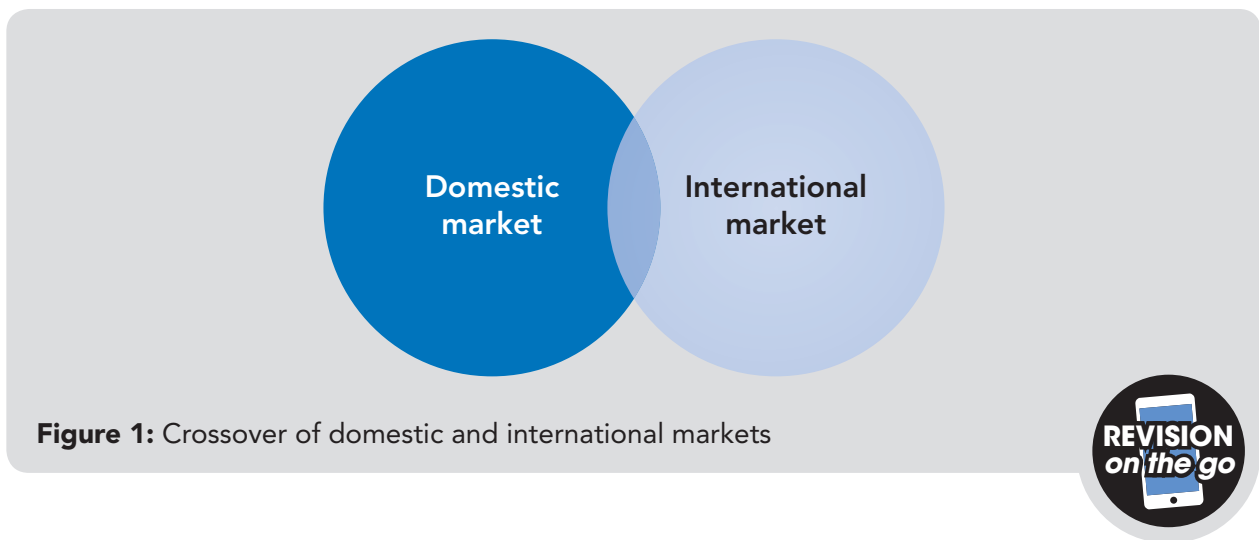 Domestic
market
International
market
Figure 1: Crossover of domestic and international markets
REVISION
on the go